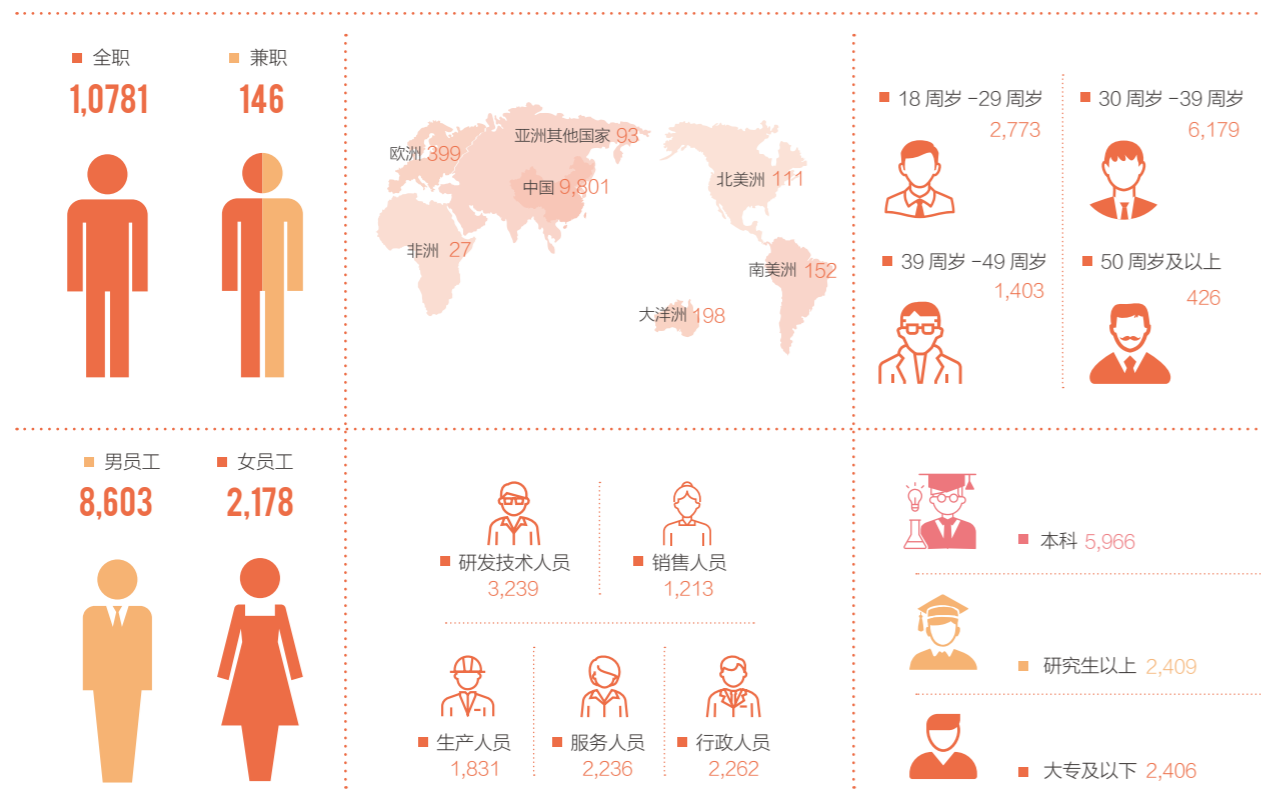 全职
1,0781
兼职
146
亚洲其他国家 93
欧洲 399
中国 9,801
北美洲 111
非洲 27
南美洲 152
大洋洲 198
18 周岁 -29 周岁
2,773
30 周岁 -39 周岁
6,179
39 周岁 -49 周岁
1,403
50 周岁及以上
426
男员工
8,603
女员工
2,178
研发技术人员
3,239
销售人员
1,213
生产人员
1,831
服务人员
2,236
行政人员
2,262
本科 5,966
研究生以上 2,409
大专及以下 2,406